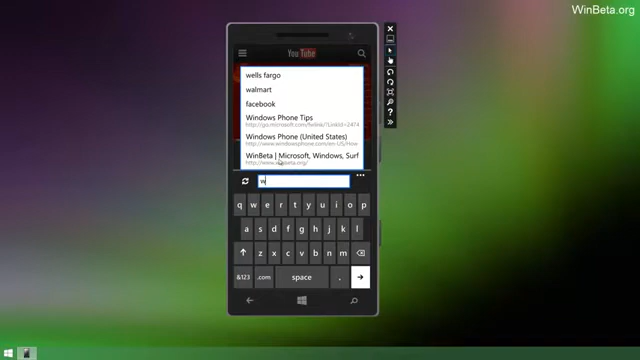 WinBeta.org
YouTube
wells fargo
walmart
facebook
Windows Phone Tips
http://go.microsoft.com/fwlink/?LinkId=2474
Windows Phone (United States)
http://www.windowsphone.com/en-US/How
WinBeta | Microsoft, Windows, Surf
http://www.winbeta.org/
w
q w e r t y u i o p
a s d f g h j k l
z x c v b n m
&123 .com space .